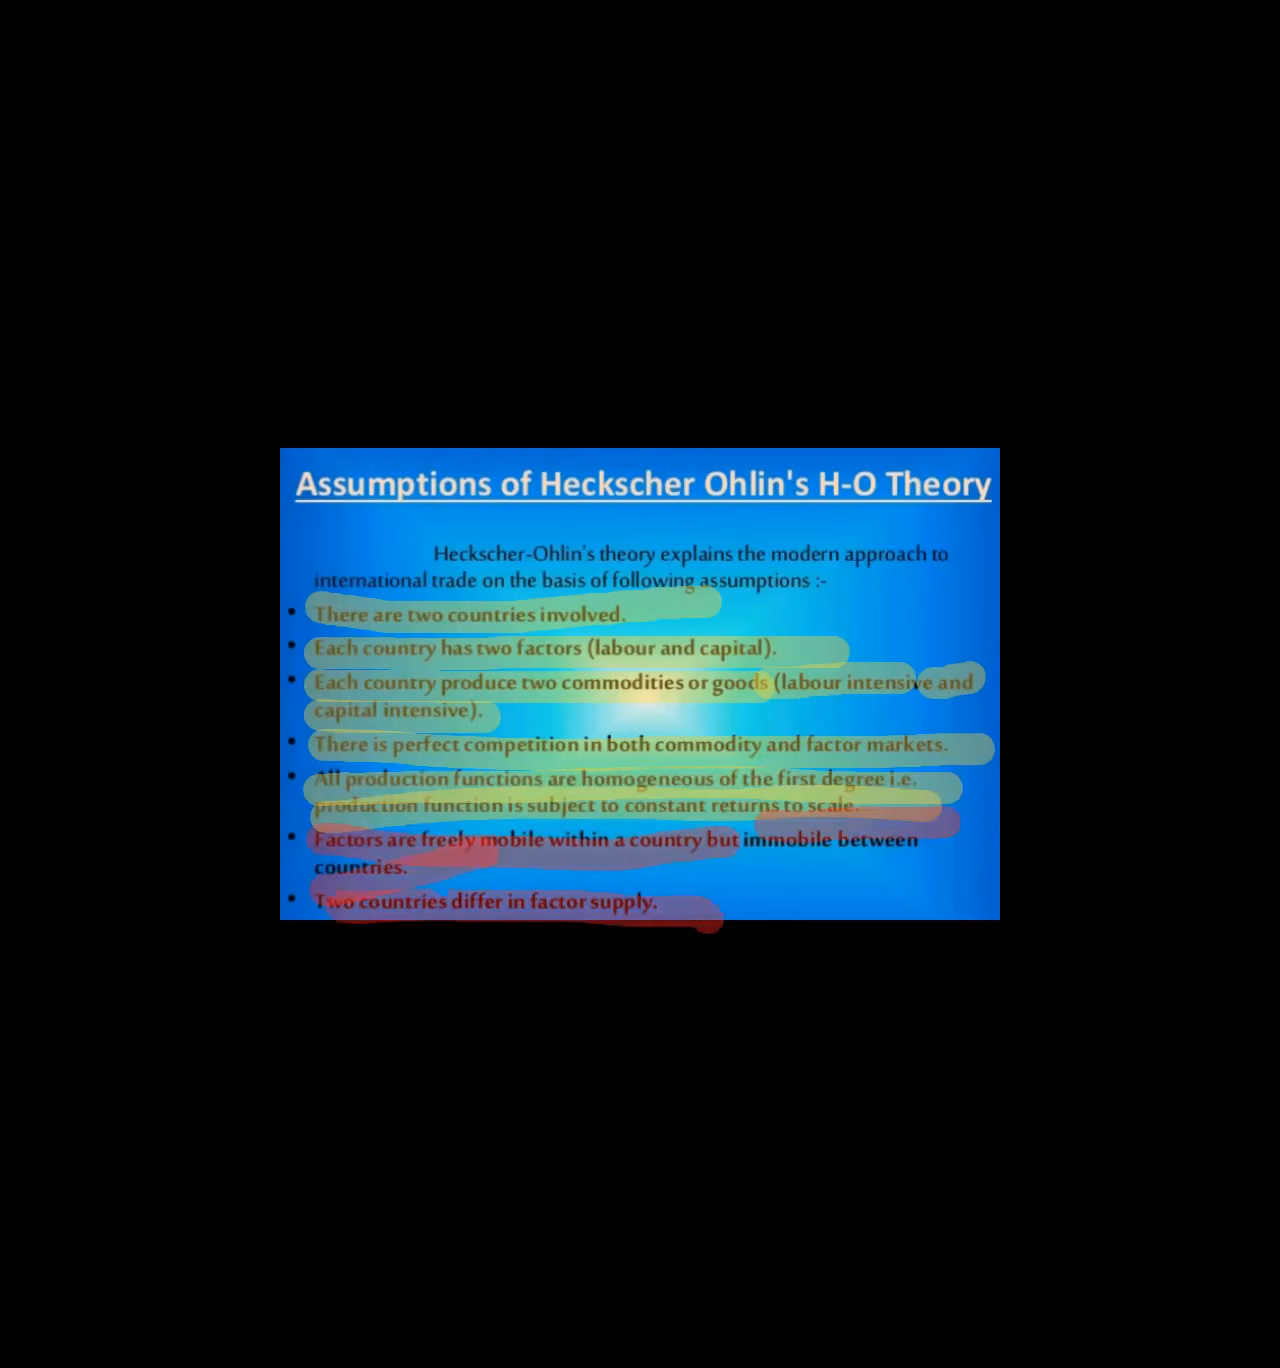 Assumptions of Heckscher Ohlin's H-O Theory
Heckscher-Ohlin's theory explains the modern approach to
international trade on the basis of following assumptions :-
• There are two countries involved.
• Each country has two factors (labour and capital).
• Each country produce two commodities or goods (labour intensive and
capital intensive).
• There is perfect competition in both commodity and factor markets.
• All production functions are homogeneous of the first degree i.e.
production function is subject to constant returns to scale.
• Factors are freely mobile within a country but immobile between
countries.
• Two countries differ in factor supply.